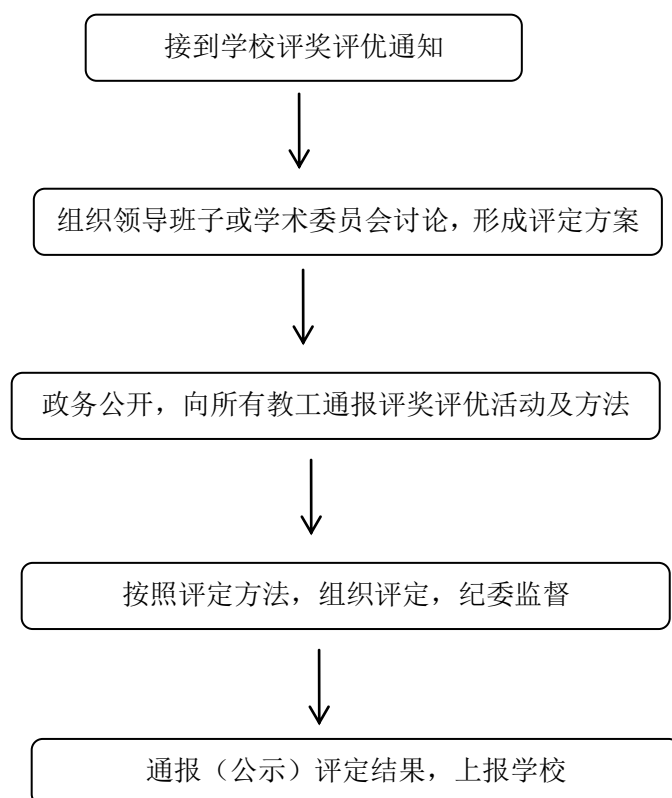 接到学校评奖评优通知
组织领导班子或学术委员会讨论，形成评定方案
政务公开，向所有教工通报评奖评优活动及方法
按照评定方法，组织评定，纪委监督
通报（公示）评定结果，上报学校